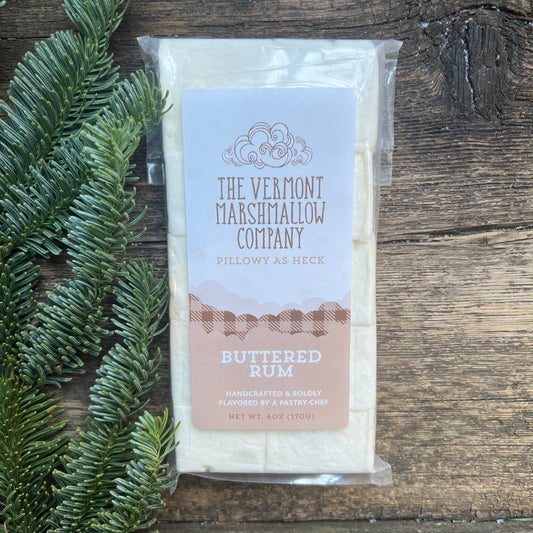 THE VERMONT
MARSHMALLOW
COMPANY
PILLOWY AS HECK
BUTTERED
RUM
HANDCRAFTED & BOLDLY
FLAVORED BY A PASTRY CHEF
NET WT. 6OZ (170G)